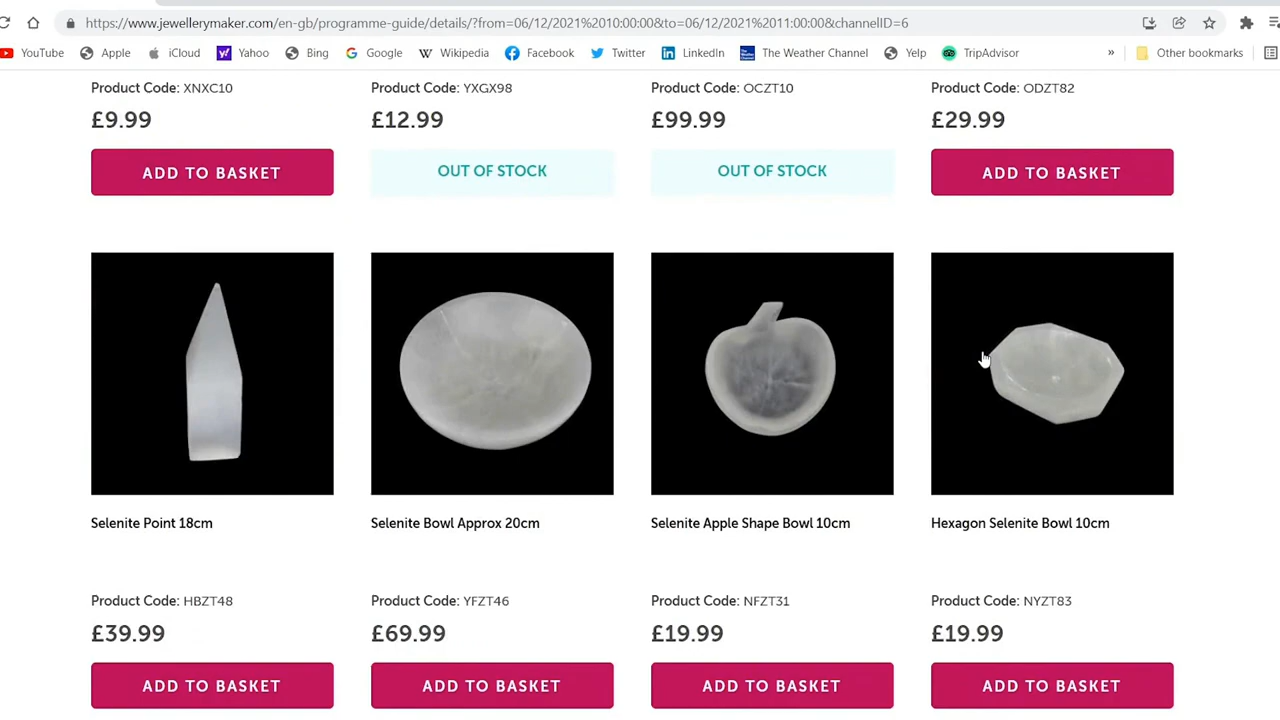 https://www.jewellerymaker.com/en-gb/programme-guide/details/?from=06/12/2021%2010:00:00&to=06/12/2021%2011:00:00&channelID=6
YouTube Apple iCloud Yahoo Bing Google Wikipedia Facebook Twitter LinkedIn The Weather Channel Yelp TripAdvisor » Other bookmarks
Product Code: XNXC10 Product Code: YXGX98 Product Code: OCZT10 Product Code: ODZT82
£9.99 £12.99 £99.99 £29.99
ADD TO BASKET OUT OF STOCK OUT OF STOCK ADD TO BASKET
Selenite Point 18cm Selenite Bowl Approx 20cm Selenite Apple Shape Bowl 10cm Hexagon Selenite Bowl 10cm
Product Code: HBZT48 Product Code: YFZT46 Product Code: NFZT31 Product Code: NYZT83
£39.99 £69.99 £19.99 £19.99
ADD TO BASKET ADD TO BASKET ADD TO BASKET ADD TO BASKET